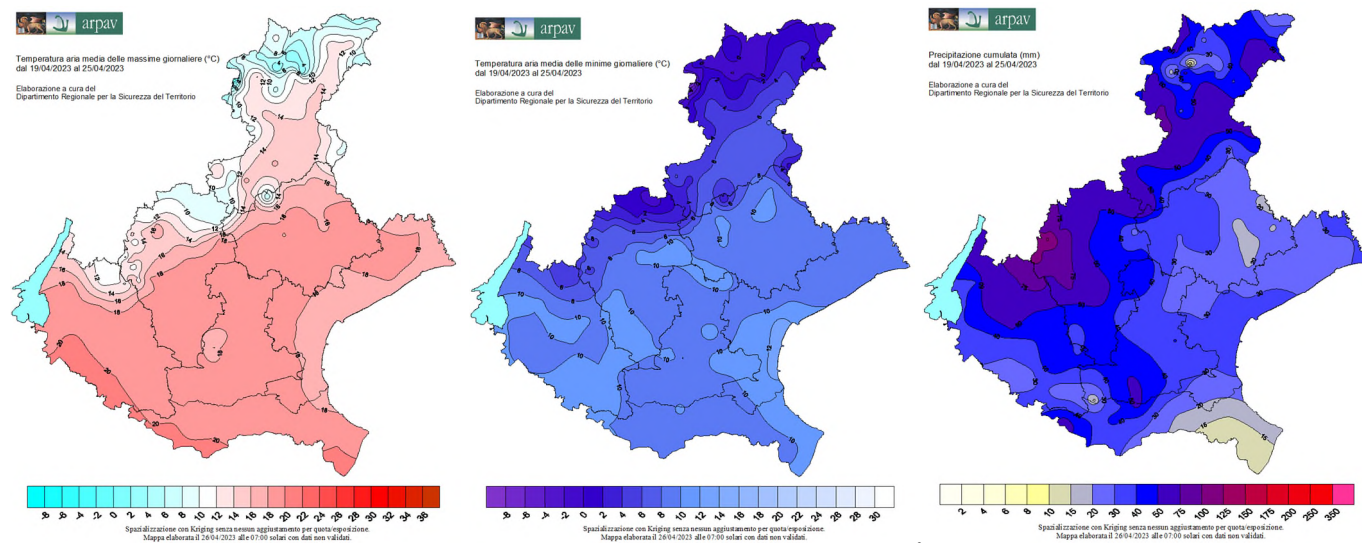 arpav
Temperatura aria media delle massime giornaliere (°C)
dal 19/04/2023 al 25/04/2023
Elaborazione a cura del
Dipartimento Regionale per la Sicurezza del Territorio
-8 -6 -4 -2 0 2 4 6 8 10 12 14 16 18 20 22 24 26 28 30 32 34 36
Spazializzazione con Kriging senza nessun aggiustamento per quota/esposizione.
Mappa elaborata il 26/04/2023 alle 07:00 solari con dati non validati.
arpav
Temperatura aria media delle minime giornaliere (°C)
dal 19/04/2023 al 25/04/2023
Elaborazione a cura del
Dipartimento Regionale per la Sicurezza del Territorio
-8 -6 -4 -2 0 2 4 6 8 10 12 14 16 18 20 22 24 26 28 30
Spazializzazione con Kriging senza nessun aggiustamento per quota/esposizione.
Mappa elaborata il 26/04/2023 alle 07:00 solari con dati non validati.
arpav
Precipitazione cumulata (mm)
dal 19/04/2023 al 25/04/2023
Elaborazione a cura del
Dipartimento Regionale per la Sicurezza del Territorio
2 4 6 8 10 15 20 30 40 50 75 100 125 150 175 200 250 350
Spazializzazione con Kriging senza nessun aggiustamento per quota/esposizione.
Mappa elaborata il 26/04/2023 alle 07:00 solari con dati non validati.